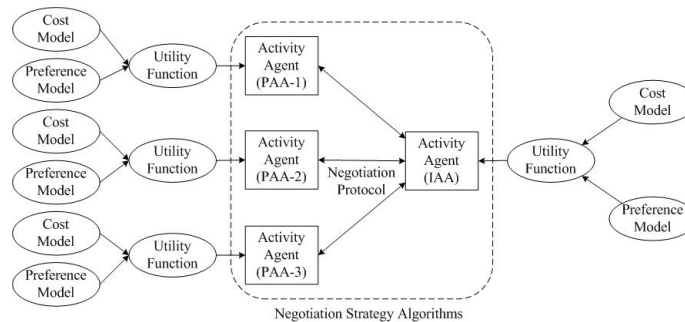 Cost
Model
Preference
Model
Utility
Function
Activity
Agent
(PAA-1)
Cost
Model
Preference
Model
Utility
Function
Activity
Agent
(PAA-2)
Negotiation
Protocol
Activity
Agent
(IAA)
Utility
Function
Cost
Model
Preference
Model
Cost
Model
Preference
Model
Utility
Function
Activity
Agent
(PAA-3)
Negotiation Strategy Algorithms